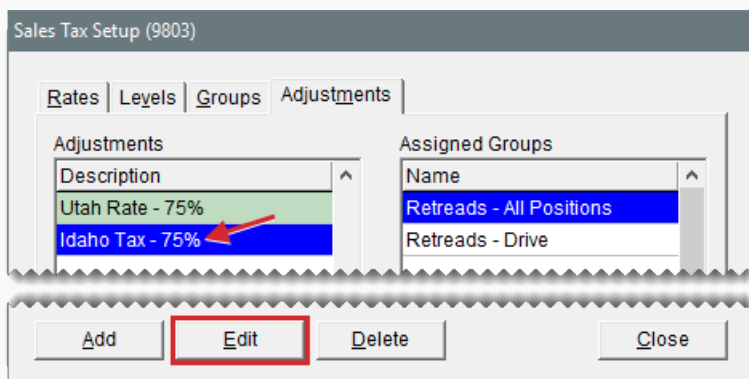 Sales Tax Setup (9803)
Rates Levels Groups Adjustments
Adjustments Assigned Groups
Description Name
Utah Rate - 75% Retreads - All Positions
Idaho Tax - 75% Retreads - Drive
Add Edit Delete Close